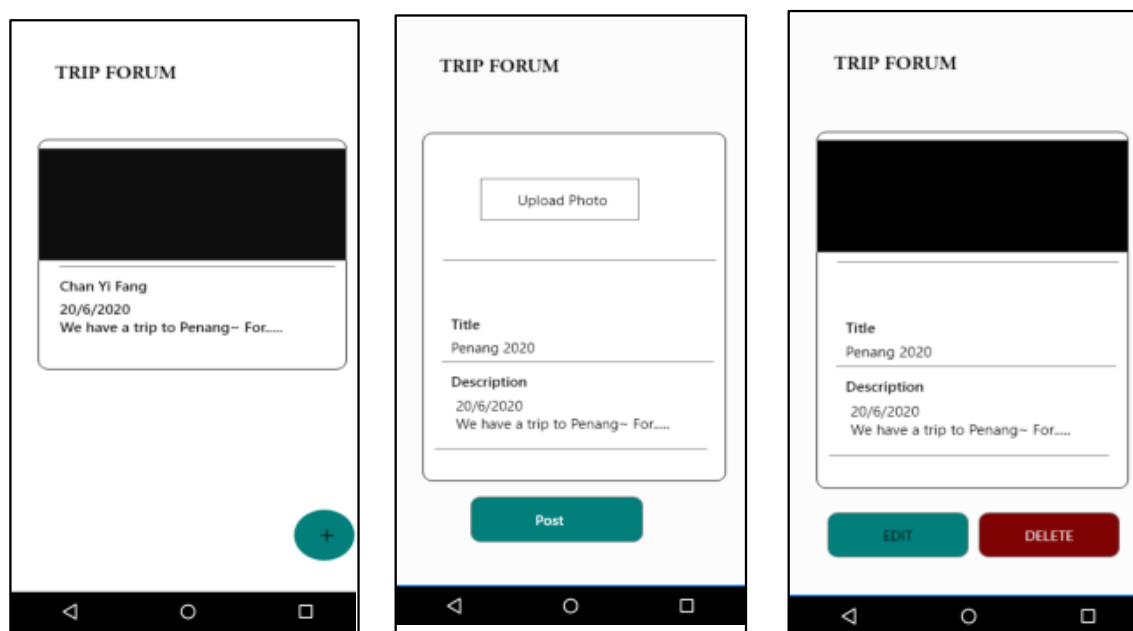 TRIP FORUM
Chan Yi Fang
20/6/2020
We have a trip to Penang~ For.....
+
TRIP FORUM
Upload Photo
Title
Penang 2020
Description
20/6/2020
We have a trip to Penang~ For.....
Post
TRIP FORUM
Title
Penang 2020
Description
20/6/2020
We have a trip to Penang~ For.....
EDIT
DELETE